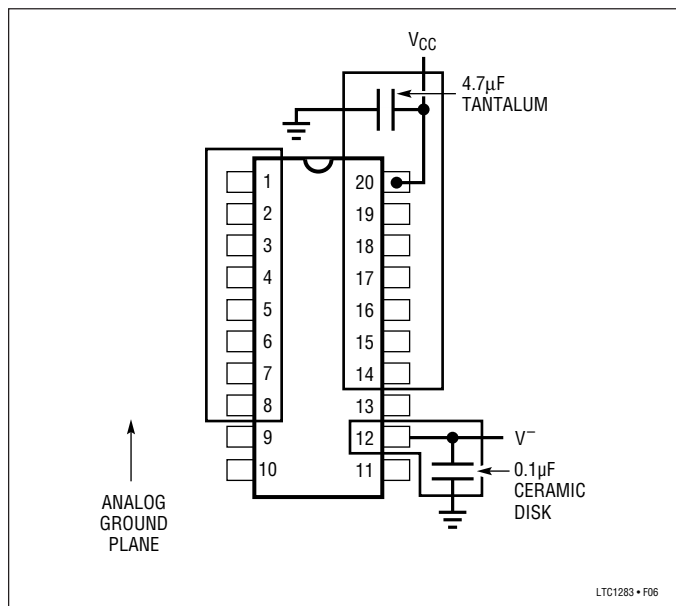 VCC
4.7µF
TANTALUM
1
20
2
19
3
18
4
17
5
16
6
15
7
14
8
13
9
12
V−
10
11
0.1µF
CERAMIC
DISK
ANALOG
GROUND
PLANE
LTC1283 • F06